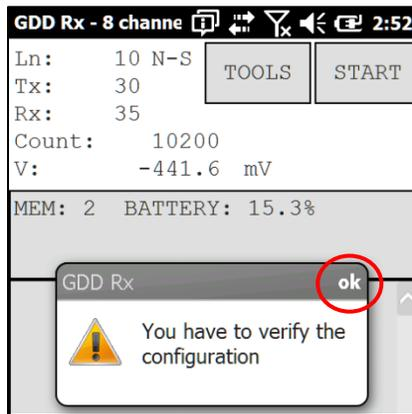 GDD Rx - 8 channe 2:52
Ln: 10 N-S
TOOLS START
Tx: 30
Rx: 35
Count: 10200
V: -441.6 mV
MEM: 2 BATTERY: 15.3%
GDD Rx ok
You have to verify the
configuration